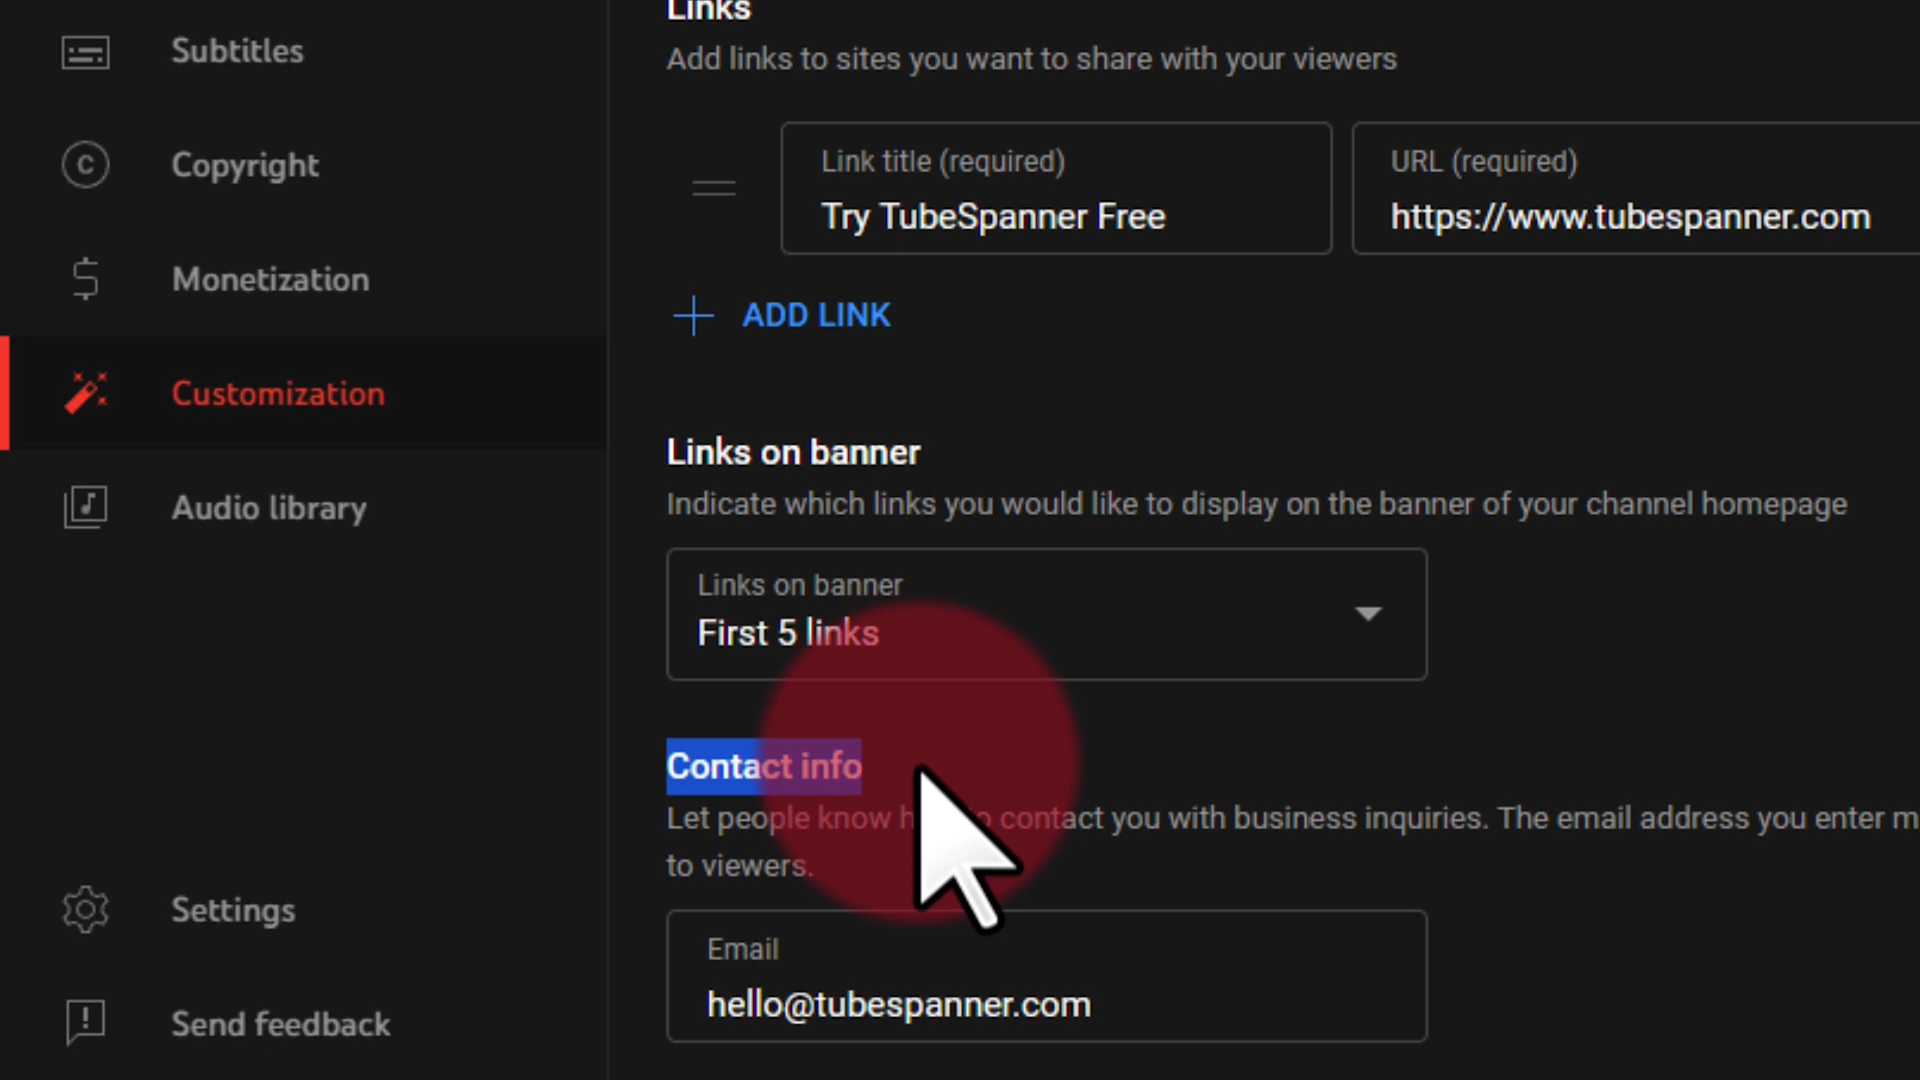 Subtitles
Copyright
Monetization
Customization
Audio library
Settings
Send feedback
Links
Add links to sites you want to share with your viewers
Link title (required)
Try TubeSpanner Free
URL (required)
https://www.tubespanner.com
ADD LINK
Links on banner
Indicate which links you would like to display on the banner of your channel homepage
Links on banner
First 5 links
Contact info
Let people know contact you with business inquiries. The email address you enter
to viewers.
Email
hello@tubespanner.com